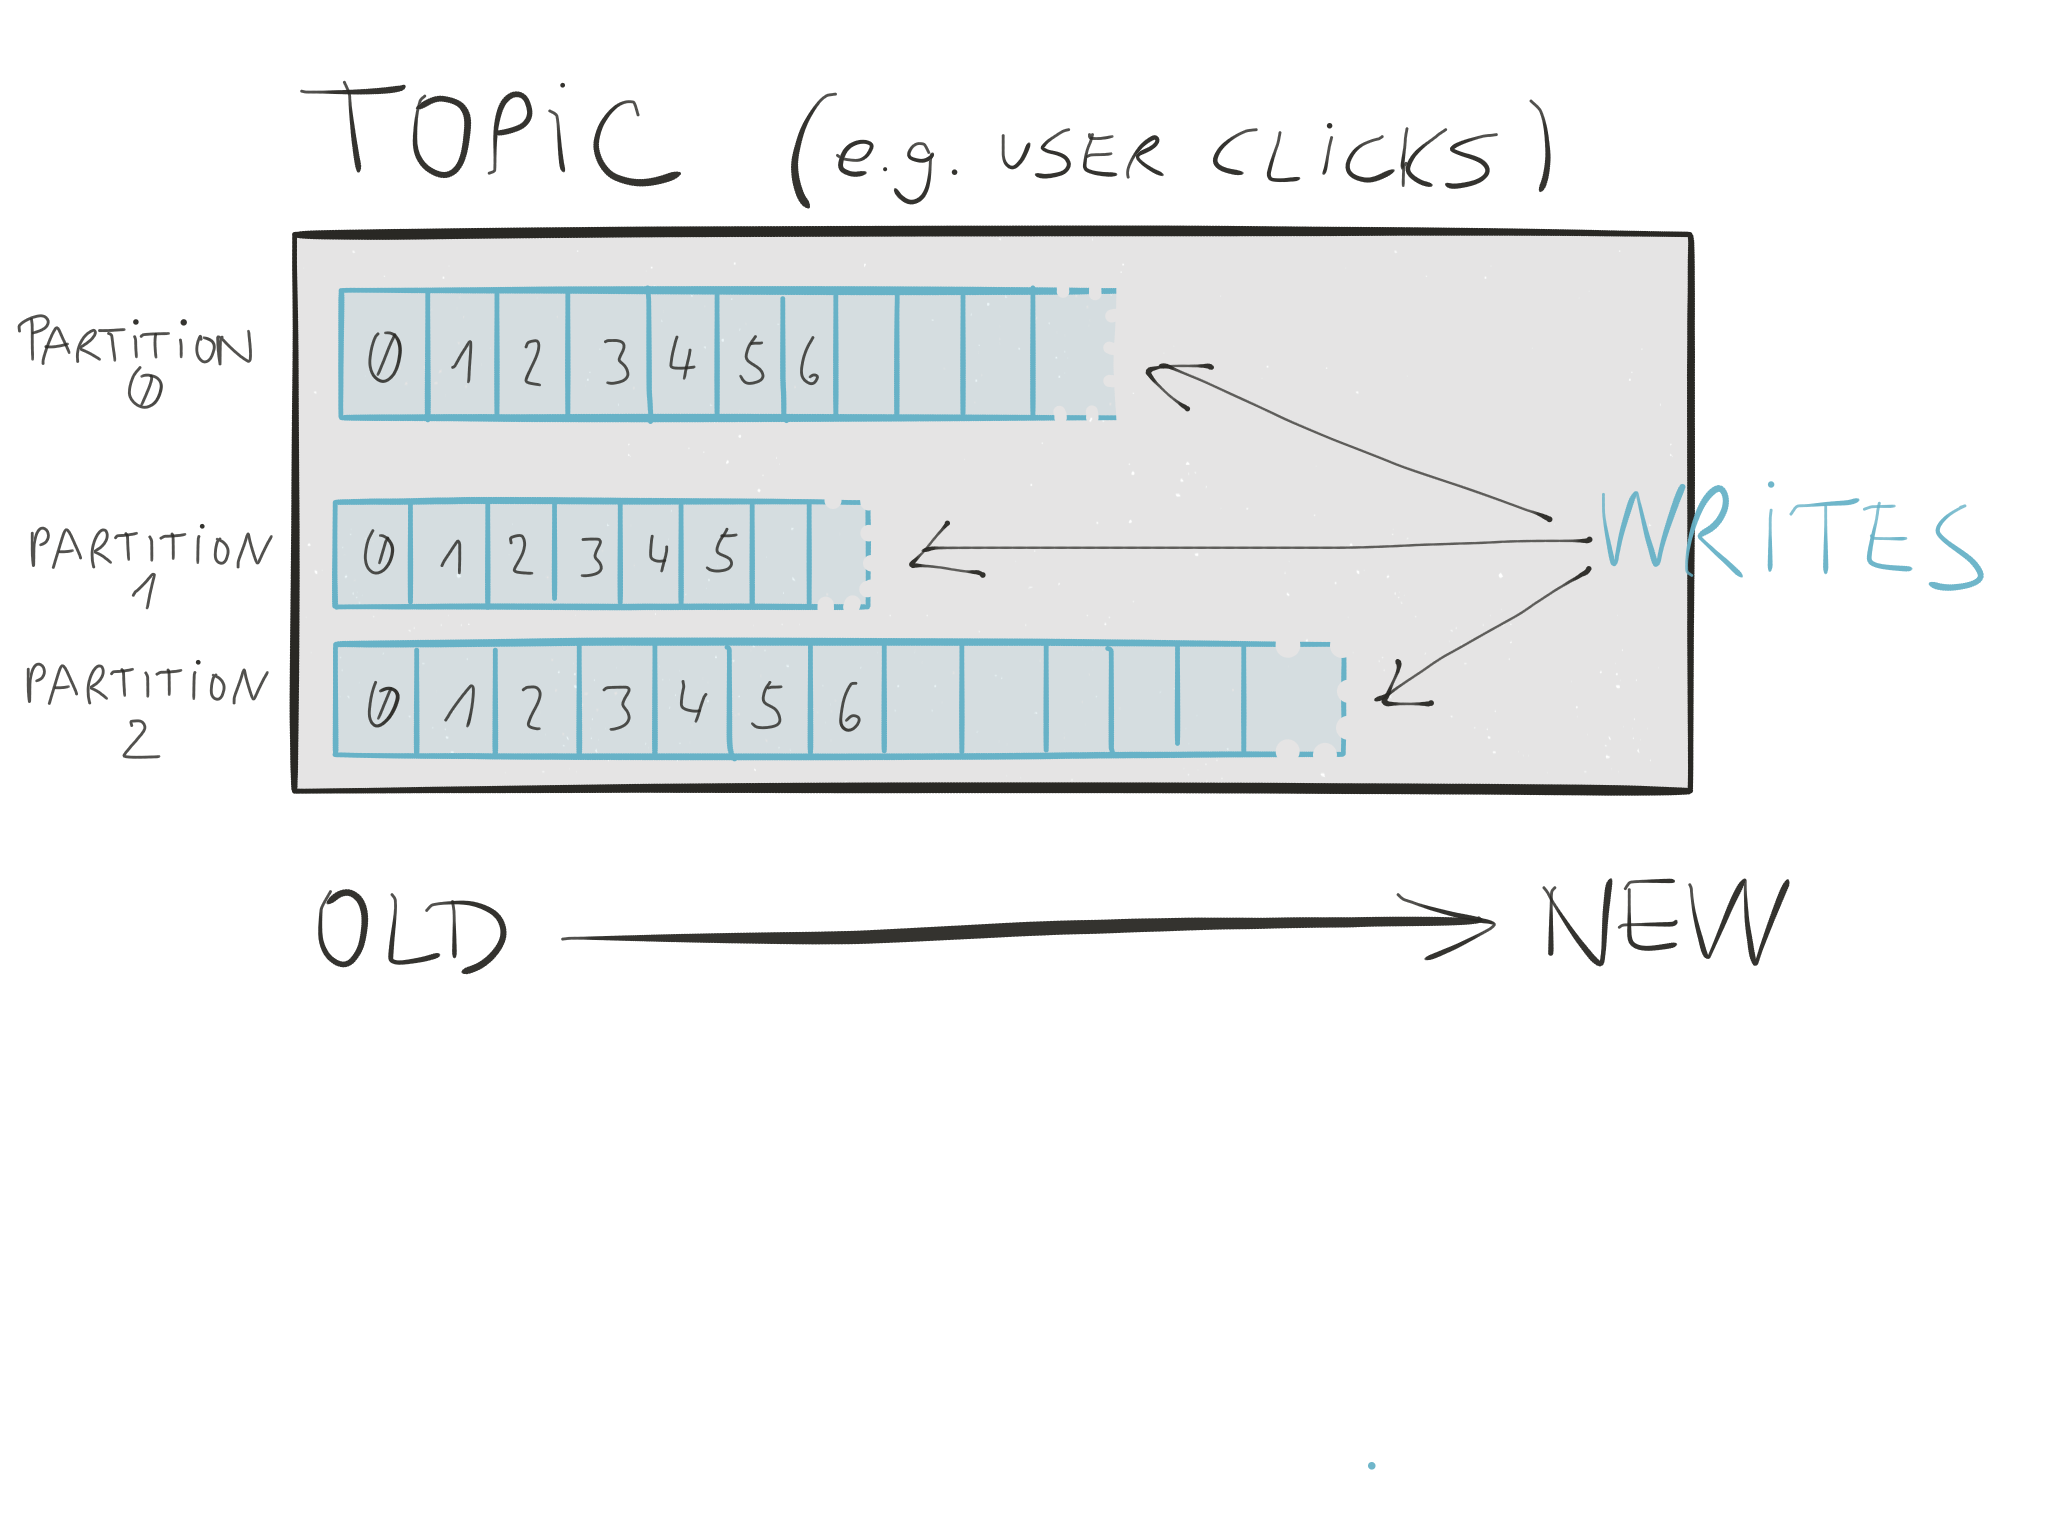 TOPiC (e.g. USER CLiCKS)
PARTiTiON 0
0 1 2 3 4 5 6
PARTITiON 1
0 1 2 3 4 5
WRiTES
PARTITiON 2
0 1 2 3 4 5 6
OLD NEW